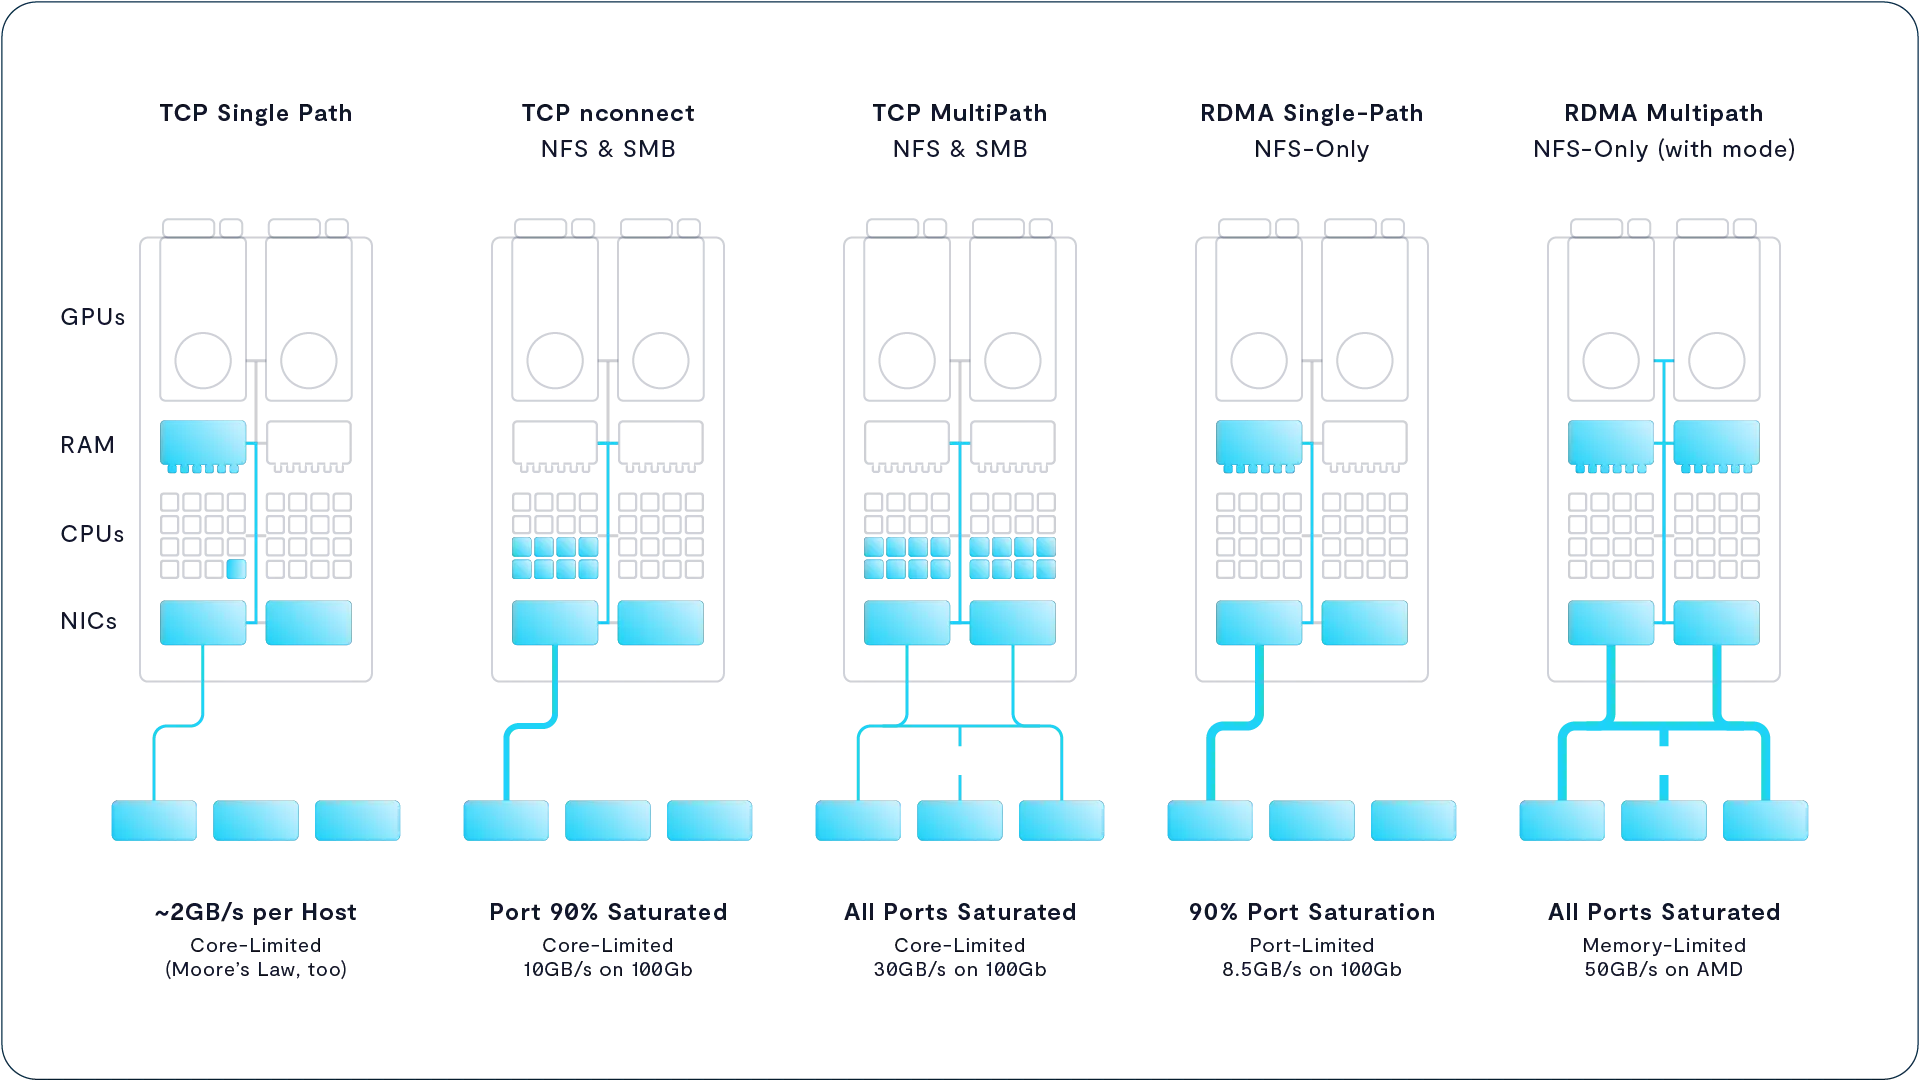 TCP Single Path
TCP nconnect
NFS & SMB
TCP MultiPath
NFS & SMB
RDMA Single-Path
NFS-Only
RDMA Multipath
NFS-Only (with mode)
GPUs
RAM
CPUs
NICs
~2GB/s per Host
Core-Limited
(Moore’s Law, too)
Port 90% Saturated
Core-Limited
10GB/s on 100Gb
All Ports Saturated
Core-Limited
30GB/s on 100Gb
90% Port Saturation
Port-Limited
8.5GB/s on 100Gb
All Ports Saturated
Memory-Limited
50GB/s on AMD